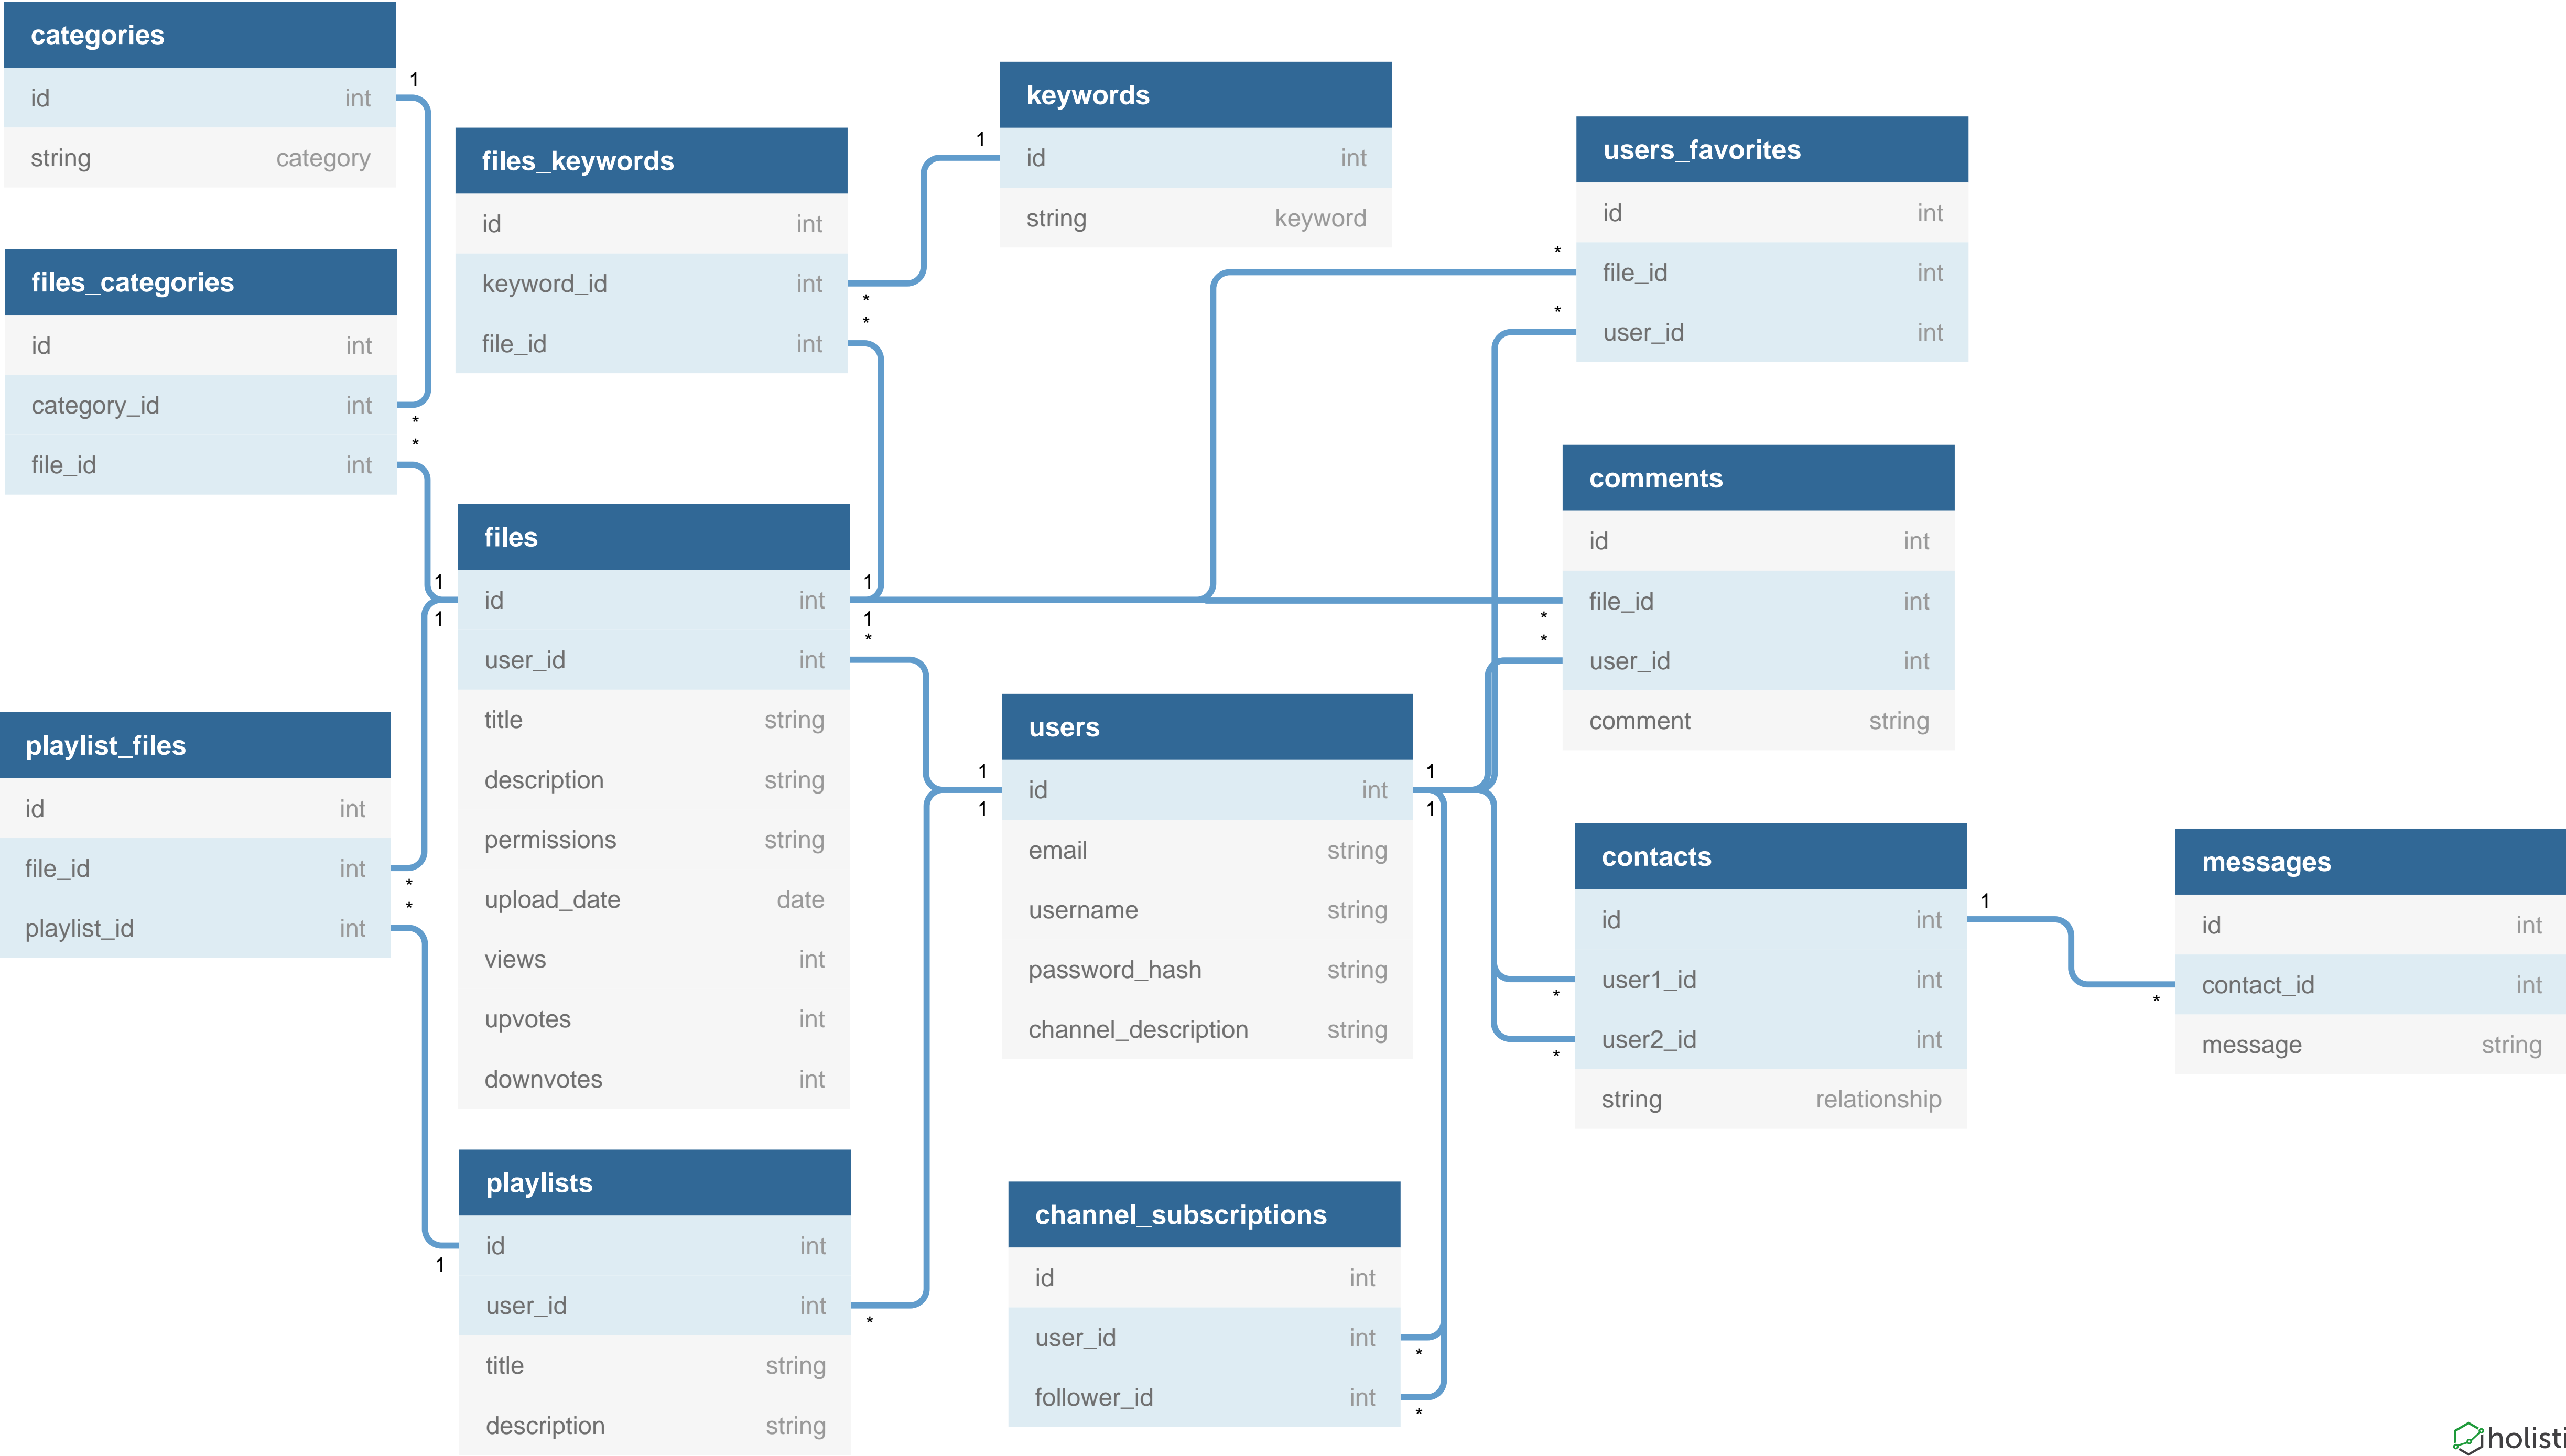 categories
id int
string category
1
files_categories
id int
category_id int
file_id int
*
*
files_keywords
id int
keyword_id int
file_id int
*
*
keywords
1
id int
string keyword
users_favorites
id int
file_id int
user_id int
*
*
comments
id int
file_id int
user_id int
comment string
*
*
files
id int
user_id int
title string
description string
permissions string
upload_date date
views int
upvotes int
downvotes int
1
1
1
1
*
playlist_files
id int
file_id int
playlist_id int
*
*
users
id int
email string
username string
password_hash string
channel_description string
1
1
1
1
contacts
id int
user1_id int
user2_id int
string relationship
1
*
*
messages
id int
contact_id int
message string
*
playlists
id int
user_id int
title string
description string
1
*
channel_subscriptions
id int
user_id int
follower_id int
*
*
holisti